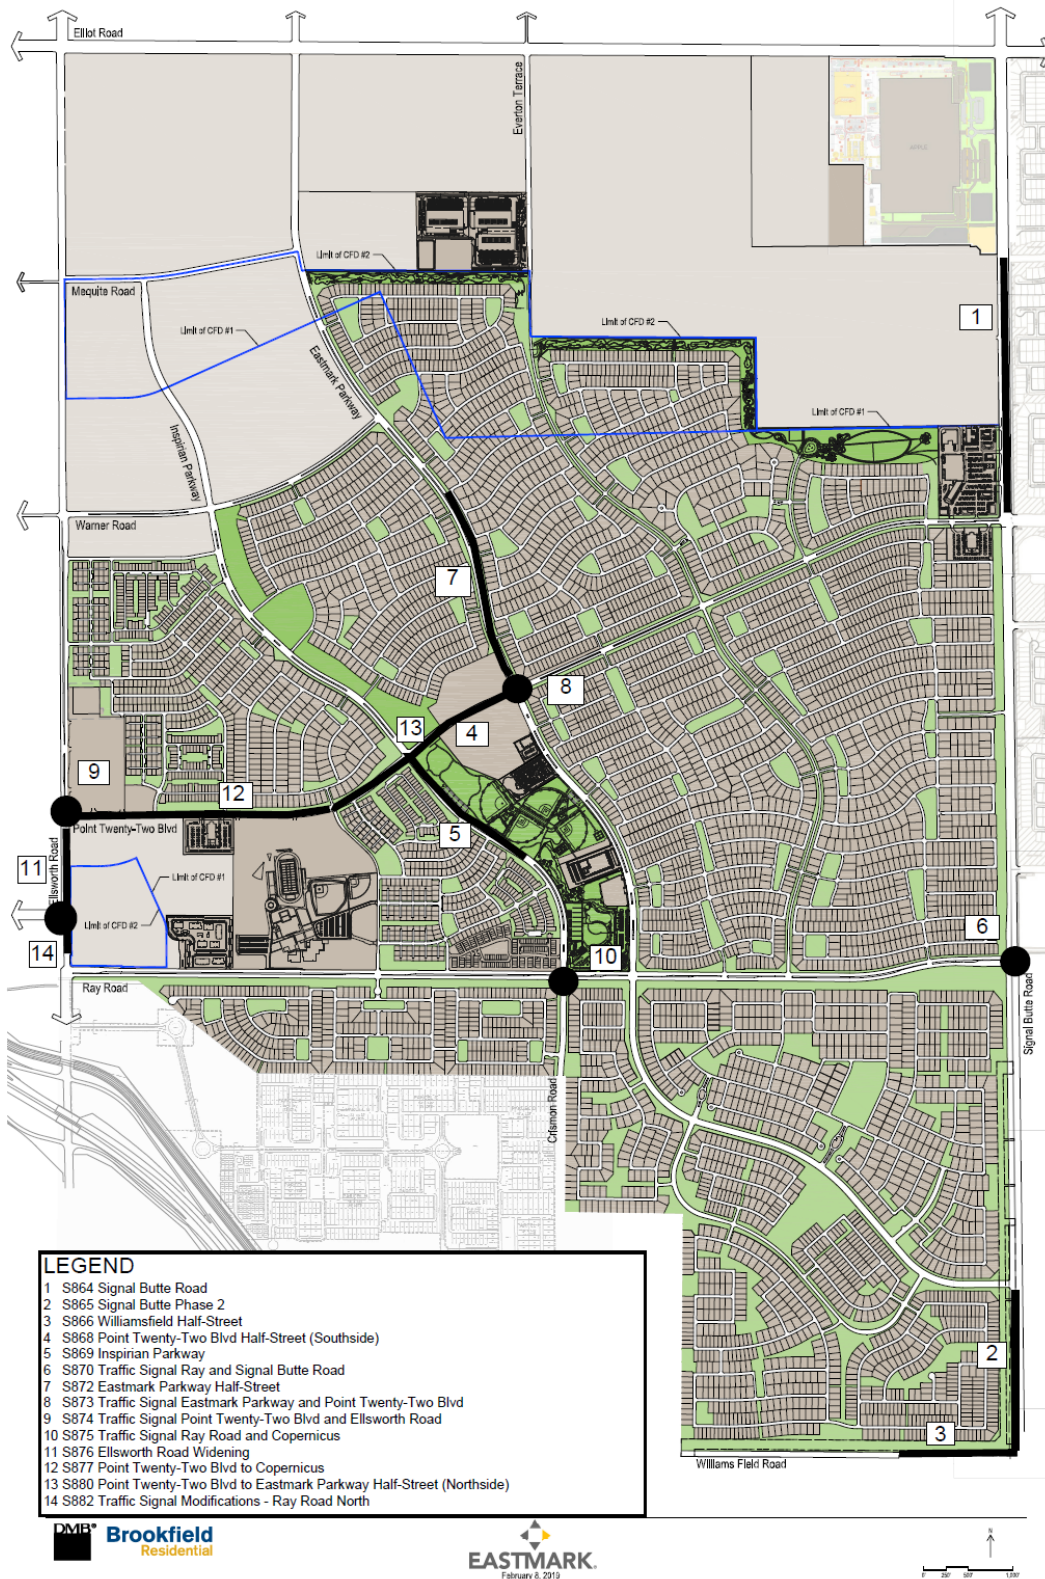 Elliot Road
Everton Terrace
APPLE
Limit of CFD #2
Mequite Road
1
Limit of CFD #2
Limit of CFD #1
Eastmark Parkway
Limit of CFD #1
Inspirian Parkway
Warner Road
7
8
13
4
9
12
Point Twenty-Two Blvd
5
11
Ellsworth Road
Limit of CFD #1
Limit of CFD #2
6
14
10
Ray Road
Signal Butte Road
Crismon Road
2
3
Williams Field Road
LEGEND
1 S864 Signal Butte Road
2 S865 Signal Butte Phase 2
3 S866 Williamsfield Half-Street
4 S868 Point Twenty-Two Blvd Half-Street (Southside)
5 S869 Inspirian Parkway
6 S870 Traffic Signal Ray and Signal Butte Road
7 S872 Eastmark Parkway Half-Street
8 S873 Traffic Signal Eastmark Parkway and Point Twenty-Two Blvd
9 S874 Traffic Signal Point Twenty-Two Blvd and Ellsworth Road
10 S875 Traffic Signal Ray Road and Copernicus
11 S876 Ellsworth Road Widening
12 S877 Point Twenty-Two Blvd to Copernicus
13 S880 Point Twenty-Two Blvd to Eastmark Parkway Half-Street (Northside)
14 S882 Traffic Signal Modifications - Ray Road North
DMB®
Brookfield
Residential
EASTMARK.
February 8, 2019
N
0' 250' 500' 1,000'